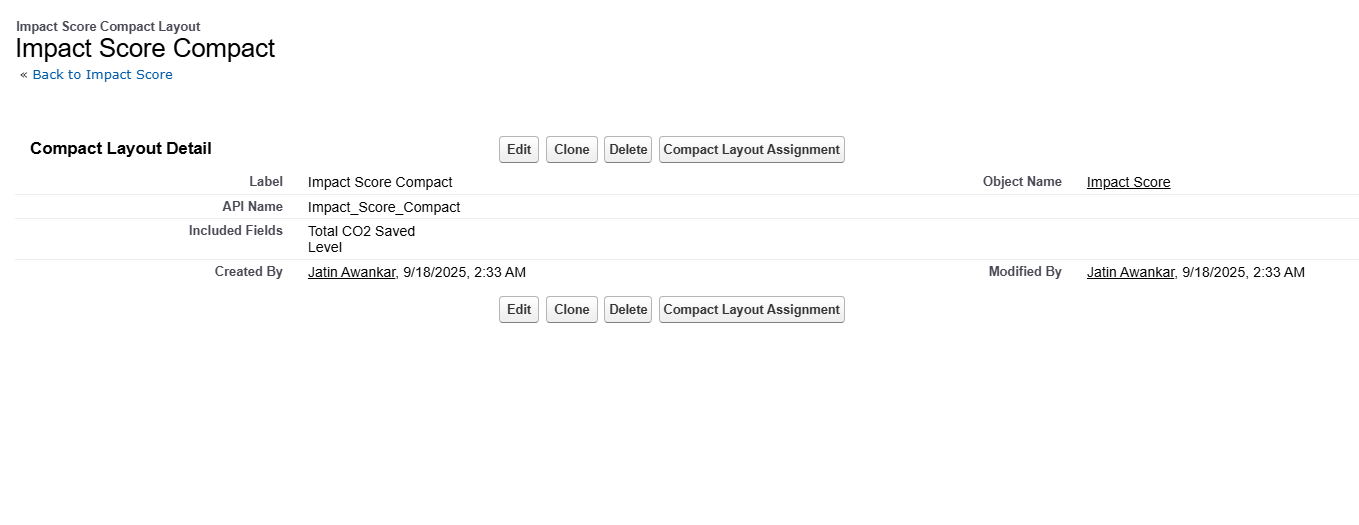 Impact Score Compact Layout
Impact Score Compact
« Back to Impact Score
Compact Layout Detail Edit Clone Delete Compact Layout Assignment
Label Impact Score Compact Object Name Impact Score
API Name Impact_Score_Compact
Included Fields Total CO2 Saved
Level
Created By Jatin Awankar, 9/18/2025, 2:33 AM Modified By Jatin Awankar, 9/18/2025, 2:33 AM
Edit Clone Delete Compact Layout Assignment